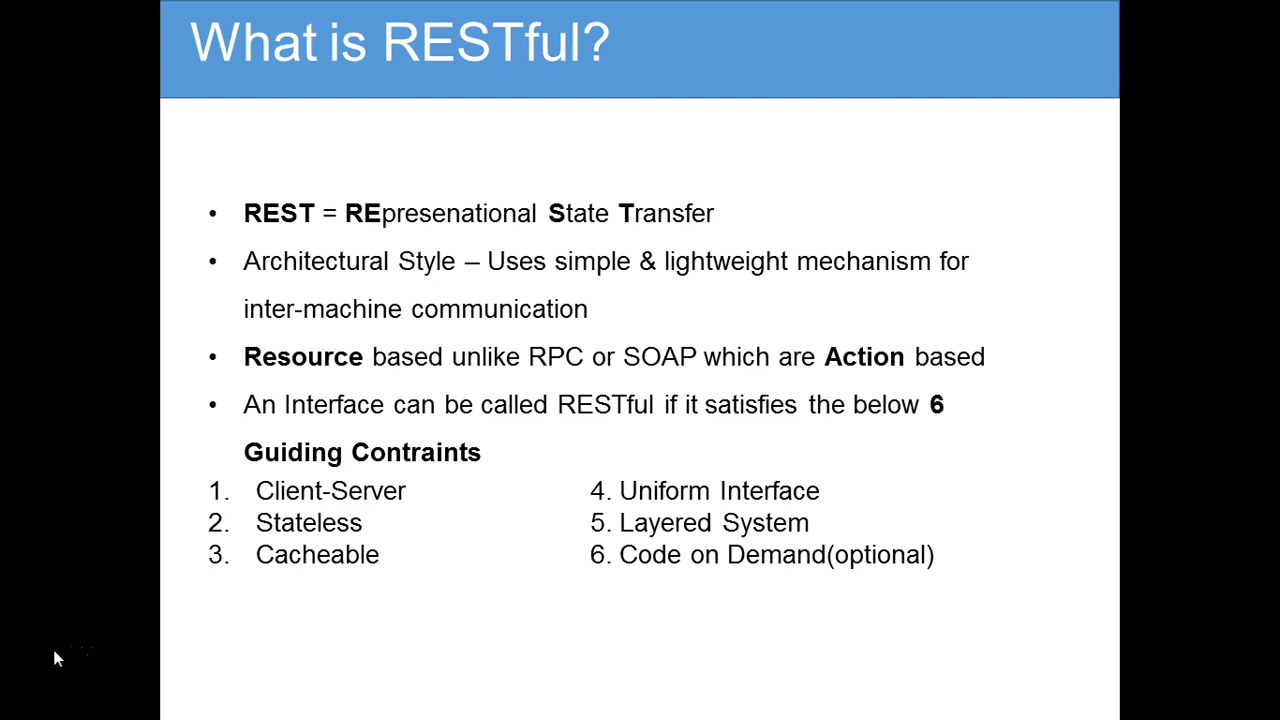 What is RESTful?
• REST = REpresenational State Transfer
• Architectural Style – Uses simple & lightweight mechanism for
inter-machine communication
• Resource based unlike RPC or SOAP which are Action based
• An Interface can be called RESTful if it satisfies the below 6
Guiding Contraints
1. Client-Server
2. Stateless
3. Cacheable
4. Uniform Interface
5. Layered System
6. Code on Demand(optional)